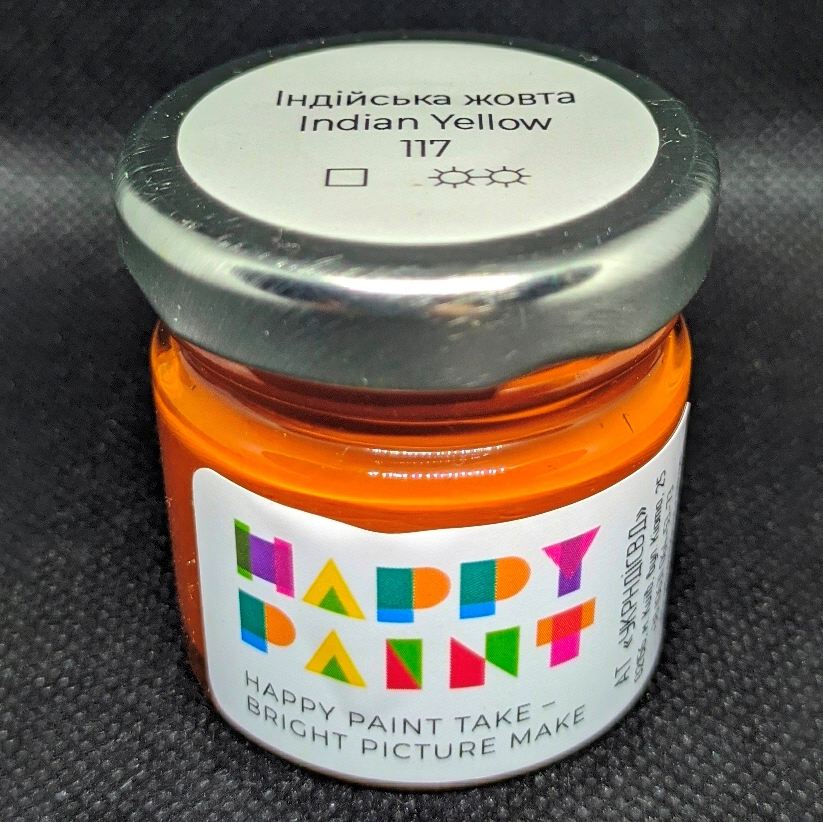 Індійська жовта
Indian Yellow
117
HAPPY
PAINT
HAPPY PAINT TAKE –
BRIGHT PICTURE MAKE
АТ «УКРНДІСВД»